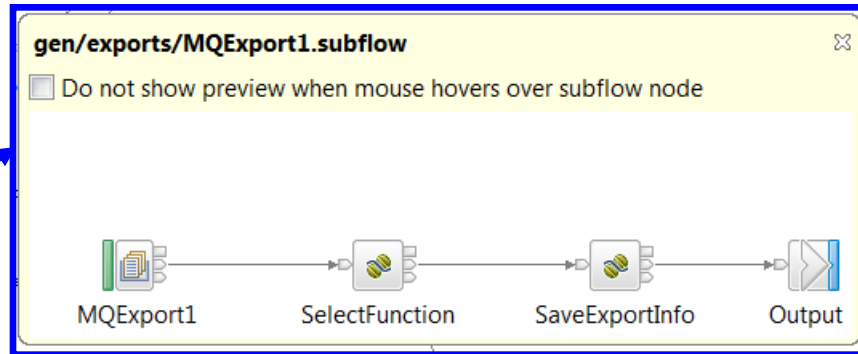 gen/exports/MQExport1.subflow
Do not show preview when mouse hovers over subflow node
MQExport1 SelectFunction SaveExportInfo Output